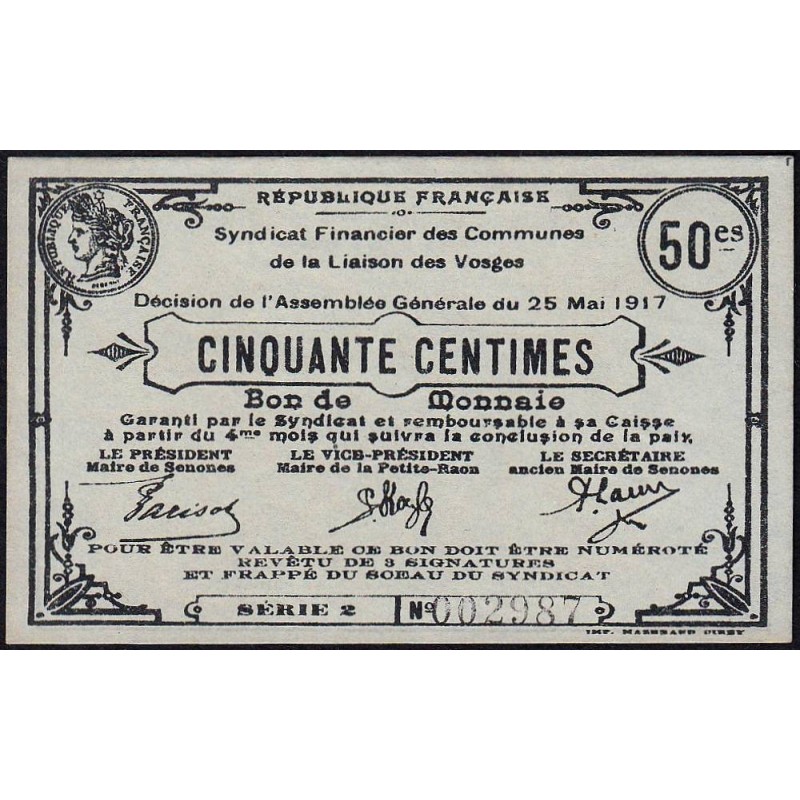 RÉPUBLIQUE FRANÇAISE
RÉPUBLIQUE FRANÇAISE
50es
Syndicat Financier des Communes
de la Liaison des Vosges
Décision de l'Assemblée Générale du 25 Mai 1917
CINQUANTE CENTIMES
Bon de Monnaie
Garanti par le Syndicat et remboursable à sa Caisse
à partir du 4me mois qui suivra la conclusion de la paix.
LE PRÉSIDENT LE VICE-PRÉSIDENT LE SECRÉTAIRE
Maire de Senones Maire de la Petite-Raon ancien Maire de Senones
POUR ÊTRE VALABLE CE BON DOIT ÊTRE NUMÉROTÉ
REVÊTU DE 3 SIGNATURES
ET FRAPPÉ DU SCEAU DU SYNDICAT
SÉRIE 2 No 002987
IMP. MARCHAND CIREY